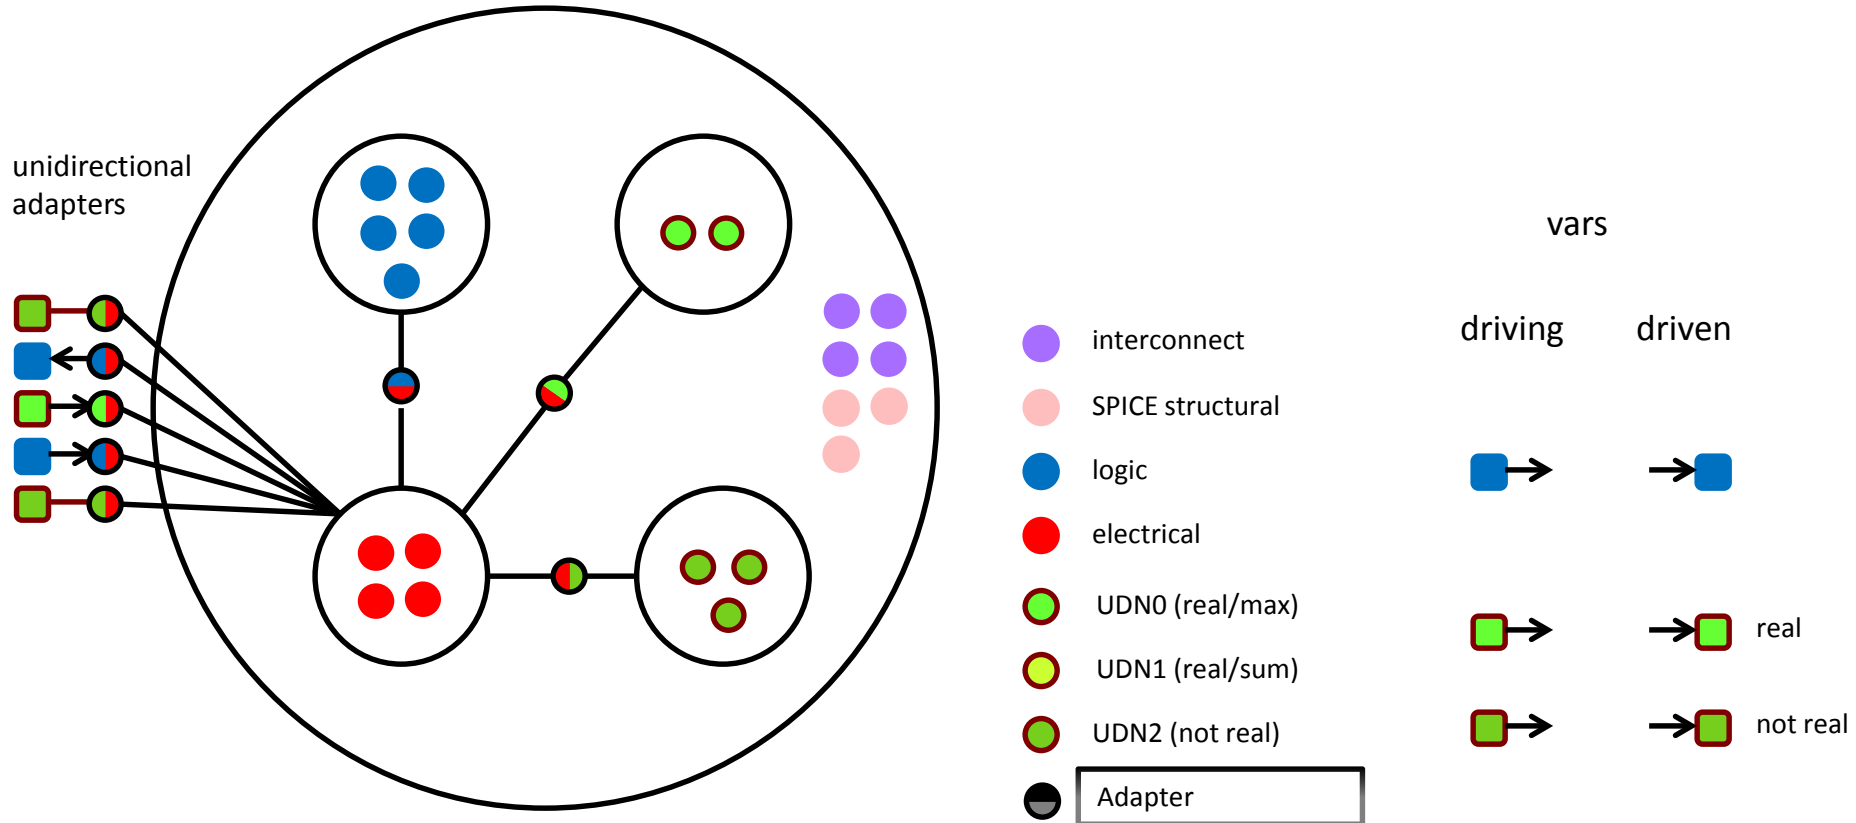 unidirectional
adapters
vars
driving
driven
interconnect
SPICE structural
logic
electrical
UDN0 (real/max)
real
UDN1 (real/sum)
UDN2 (not real)
not real
Adapter